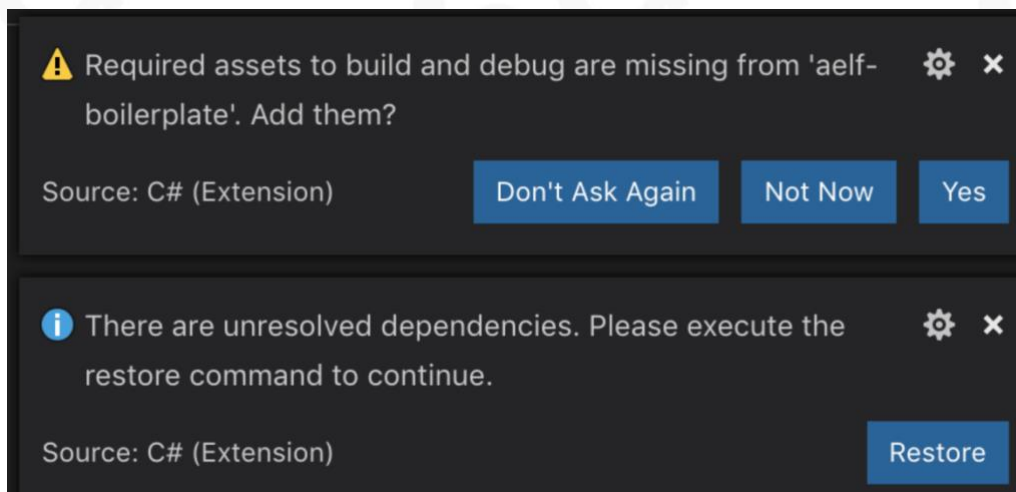 Required assets to build and debug are missing from 'aelf-
boilerplate'. Add them?
Source: C# (Extension)
Don't Ask Again
Not Now
Yes
There are unresolved dependencies. Please execute the
restore command to continue.
Source: C# (Extension)
Restore